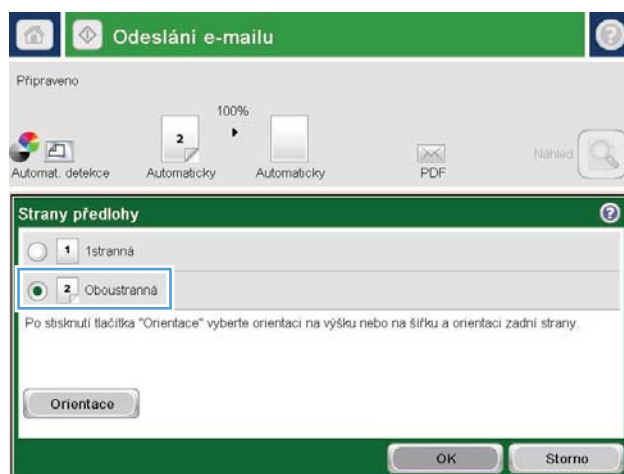 Odeslání e-mailu
Připraveno
100%
2
Automat. detekce
Automaticky
Automaticky
PDF
Náhled
Strany předlohy
1 1stranná
2 Oboustranná
Po stisknutí tlačítka "Orientace" vyberte orientaci na výšku nebo na šířku a orientaci zadní strany.
Orientace
OK
Storno